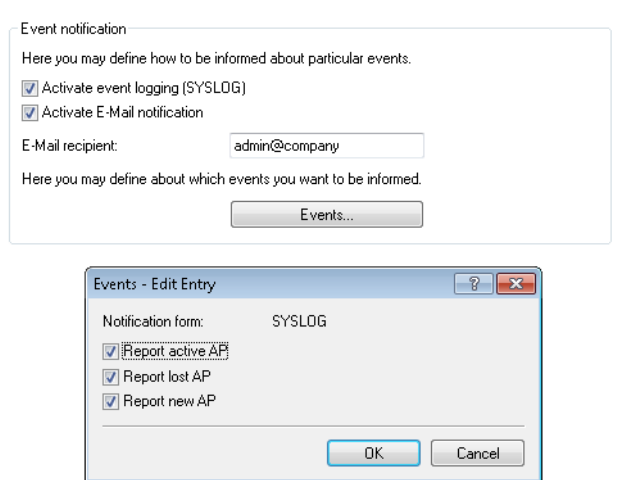 Event notification
Here you may define how to be informed about particular events.
Activate event logging (SYSLOG)
Activate E-Mail notification
E-Mail recipient: admin@company
Here you may define about which events you want to be informed.
Events...
Events - Edit Entry
Notification form: SYSLOG
Report active AP
Report lost AP
Report new AP
OK Cancel